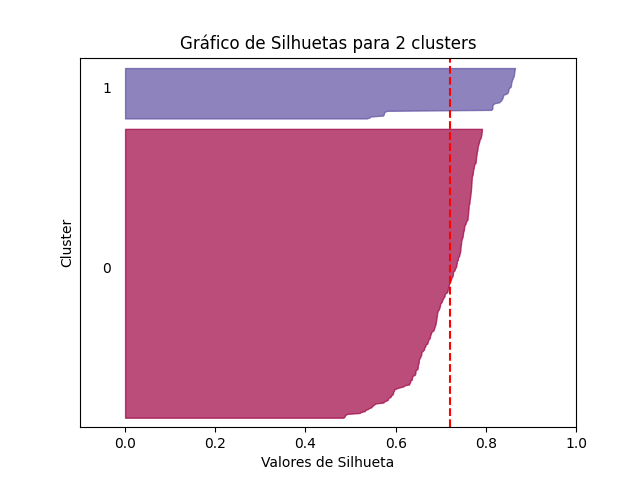 Gráfico de Silhuetas para 2 clusters
1
0
Cluster
0.0 0.2 0.4 0.6 0.8 1.0
Valores de Silhueta